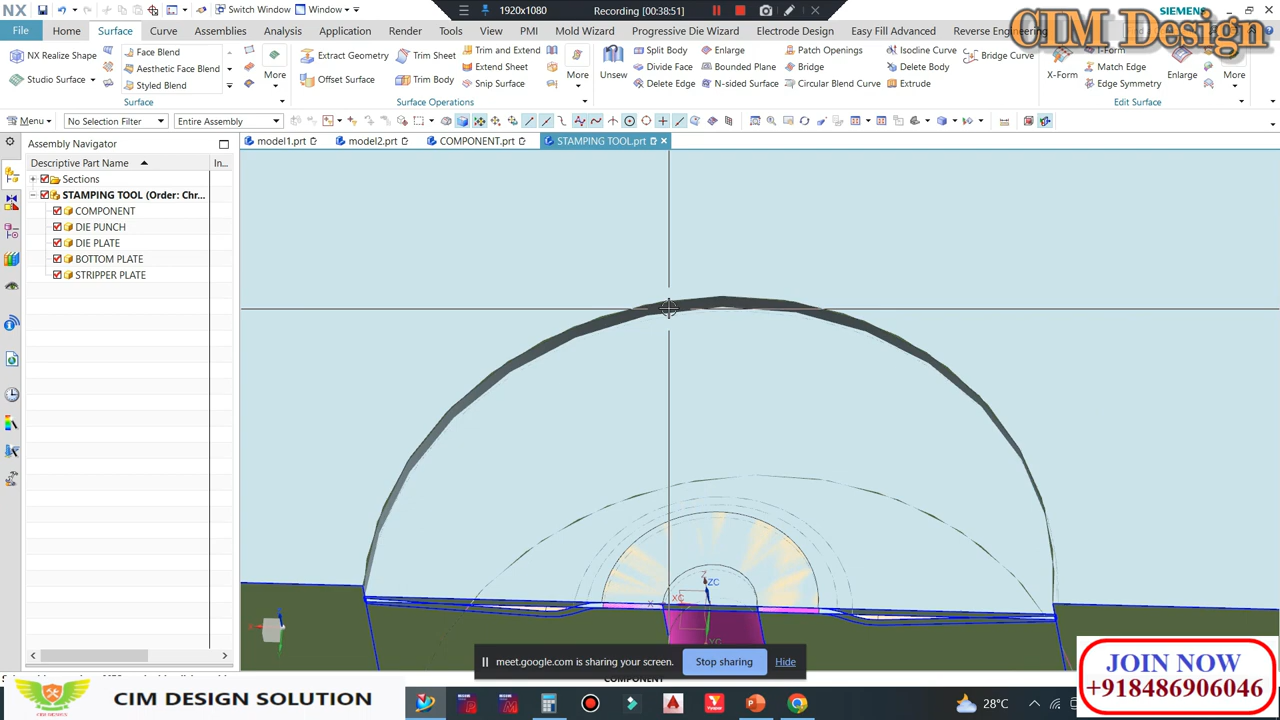 NX
Switch Window
Window
1920x1080
Recording [00:38:51]
SIEMENS
CIM Design
File
Home
Surface
Curve
Assemblies
Analysis
Application
Render
Tools
View
PMI
Mold Wizard
Progressive Die Wizard
Electrode Design
Easy Fill Advanced
Reverse Engineering
NX Realize Shape
Studio Surface
Face Blend
Aesthetic Face Blend
Styled Blend
More
Surface
Extract Geometry
Offset Surface
Trim Sheet
Trim Body
Trim and Extend
Extend Sheet
Snap Surface
More
Surface Operations
Unsew
Split Body
Divide Face
Delete Edge
Enlarge
Bounded Plane
N-sided Surface
Patch Openings
Bridge
Circular Blend Curve
Isocline Curve
Delete Body
Extrude
Bridge Curve
X-Form
I-Form
Match Edge
Edge Symmetry
Enlarge
More
Edit Surface
Menu
No Selection Filter
Entire Assembly
Assembly Navigator
model1.prt
model2.prt
COMPONENT.prt
STAMPING TOOL.prt
Descriptive Part Name
In...
Sections
STAMPING TOOL (Order: Chr...
COMPONENT
DIE PUNCH
DIE PLATE
BOTTOM PLATE
STRIPPER PLATE
ZC
XC
YC
X
Z
meet.google.com is sharing your screen.
Stop sharing
Hide
COMPONENT
JOIN NOW
+918486906046
CIM DESIGN SOLUTION
28°C